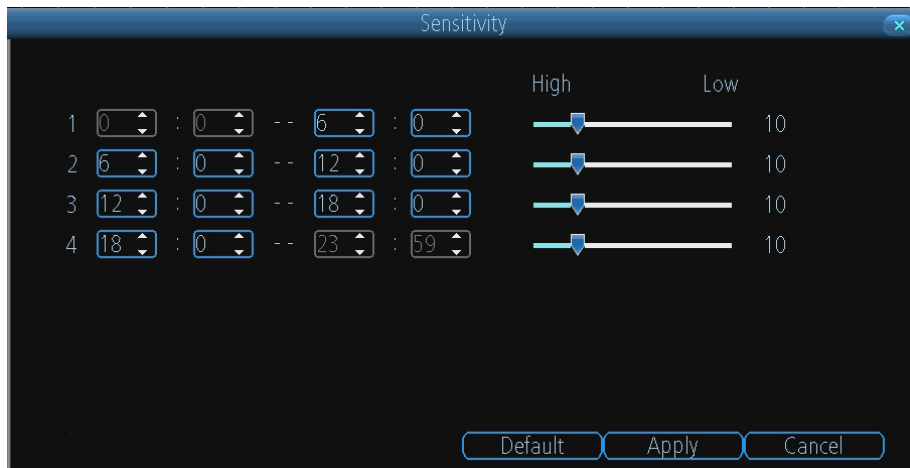 Sensitivity
High Low
1 0 : 0 -- 6 : 0 10
2 6 : 0 -- 12 : 0 10
3 12 : 0 -- 18 : 0 10
4 18 : 0 -- 23 : 59 10
Default Apply Cancel